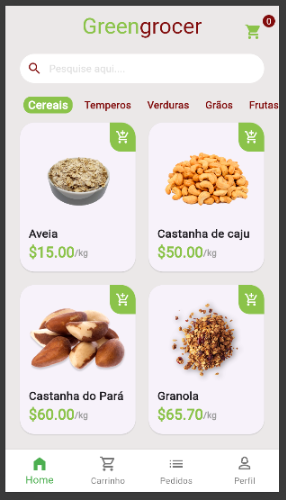 Greengrocer
0
Pesquise aqui...
Cereais Temperos Verduras Grãos Frutas
Aveia
$15.00/kg
Castanha de caju
$50.00/kg
Castanha do Pará
$60.00/kg
Granola
$65.70/kg
Home Carrinho Pedidos Perfil